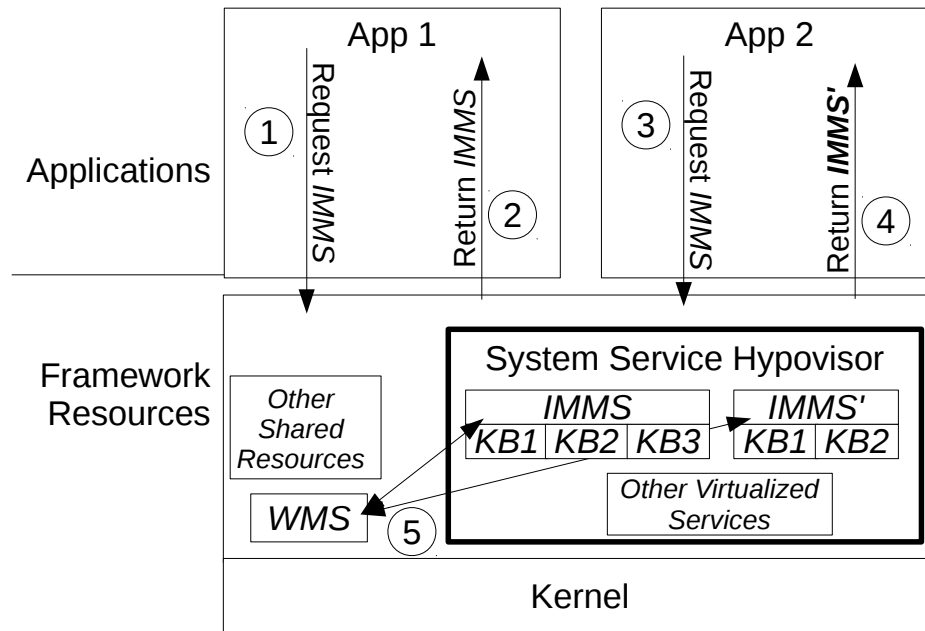 App 1
App 2
Applications
1
Request IMMS
2
Return IMMS
3
Request IMMS
4
Return IMMS'
Framework
Resources
System Service Hypovisor
Other
Shared
Resources
IMMS
KB1 KB2 KB3
IMMS'
KB1 KB2
WMS
5
Other Virtualized
Services
Kernel